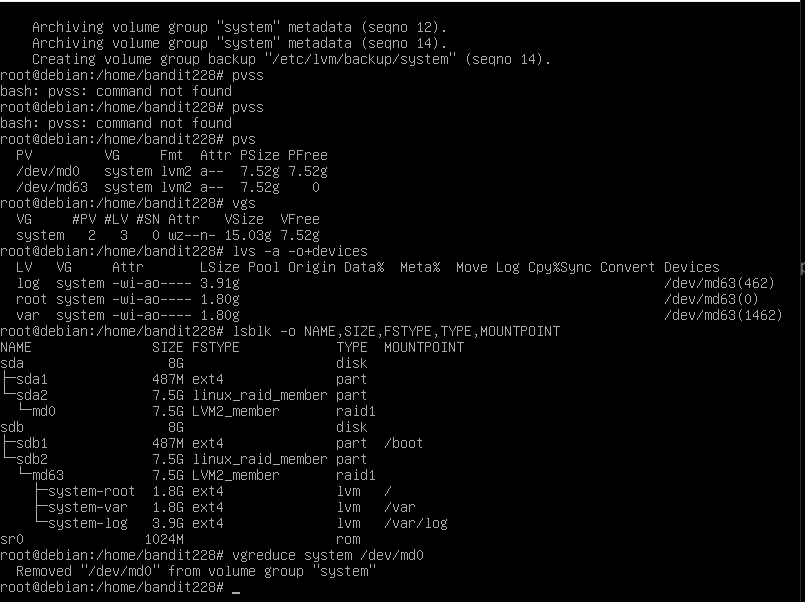 Archiving volume group "system" metadata (seqno 12).
    Archiving volume group "system" metadata (seqno 14).
    Creating volume group backup "/etc/lvm/backup/system" (seqno 14).
root@debian:/home/bandit228# pvss
bash: pvss: command not found
root@debian:/home/bandit228# pvss
bash: pvss: command not found
root@debian:/home/bandit228# pvs
  PV         VG     Fmt  Attr PSize PFree
  /dev/md0   system lvm2 a--  7.52g 7.52g
  /dev/md63  system lvm2 a--  7.52g    0
root@debian:/home/bandit228# vgs
  VG     #PV #LV #SN Attr   VSize  VFree
  system   2   3   0 wz--n- 15.03g 7.52g
root@debian:/home/bandit228# lvs -a -o+devices
  LV   VG     Attr       LSize Pool Origin Data%  Meta%  Move Log Cpy%Sync Convert Devices
  log  system -wi-ao---- 3.91g                                                     /dev/md63(462)
  root system -wi-ao---- 1.80g                                                     /dev/md63(0)
  var  system -wi-ao---- 1.80g                                                     /dev/md63(1462)
root@debian:/home/bandit228# lsblk -o NAME,SIZE,FSTYPE,TYPE,MOUNTPOINT
NAME               SIZE FSTYPE            TYPE  MOUNTPOINT
sda                  8G                   disk
├─sda1             487M ext4              part
└─sda2             7.5G linux_raid_member part
  └─md0            7.5G LVM2_member       raid1
sdb                  8G                   disk
├─sdb1             487M ext4              part  /boot
└─sdb2             7.5G linux_raid_member part
  └─md63           7.5G LVM2_member       raid1
    ├─system-root  1.8G ext4              lvm   /
    ├─system-var   1.8G ext4              lvm   /var
    └─system-log   3.9G ext4              lvm   /var/log
sr0               1024M                   rom
root@debian:/home/bandit228# vgreduce system /dev/md0
  Removed "/dev/md0" from volume group "system"
root@debian:/home/bandit228# _